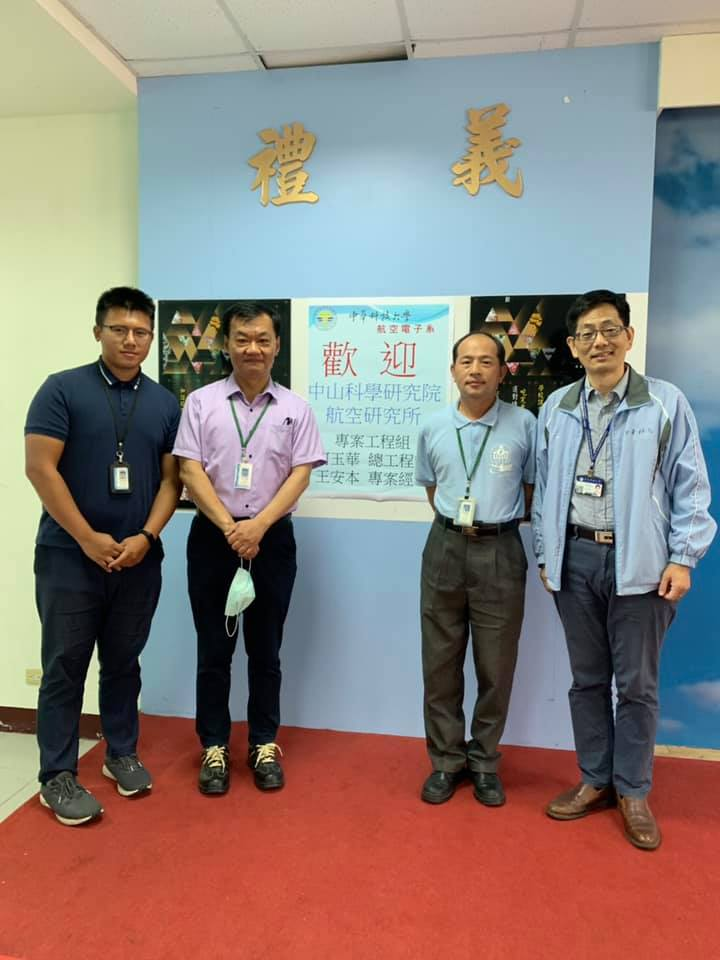 禮 義
中華科技大學
航空電子系
歡 迎
中山科學研究院
航空研究所
專案工程組
玉華 總工程
王安本 專案經